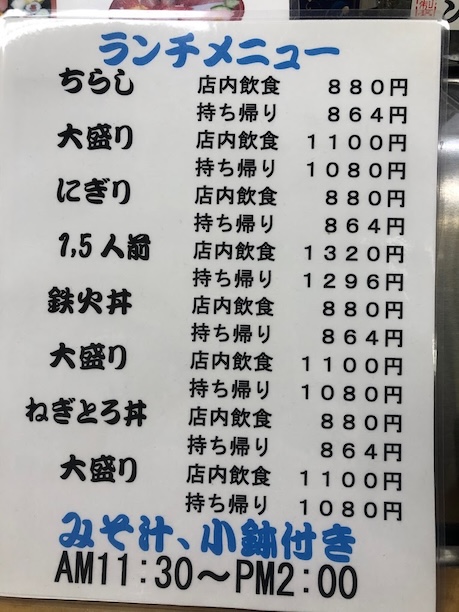 ランチメニュー
ちらし 店内飲食 880円
持ち帰り 864円
大盛り 店内飲食 1100円
持ち帰り 1080円
にぎり 店内飲食 880円
持ち帰り 864円
1,5人前 店内飲食 1320円
持ち帰り 1296円
鉄火丼 店内飲食 880円
持ち帰り 864円
大盛り 店内飲食 1100円
持ち帰り 1080円
ねぎとろ丼 店内飲食 880円
持ち帰り 864円
大盛り 店内飲食 1100円
持ち帰り 1080円
みそ汁、小鉢付き
AM11:30〜PM2:00